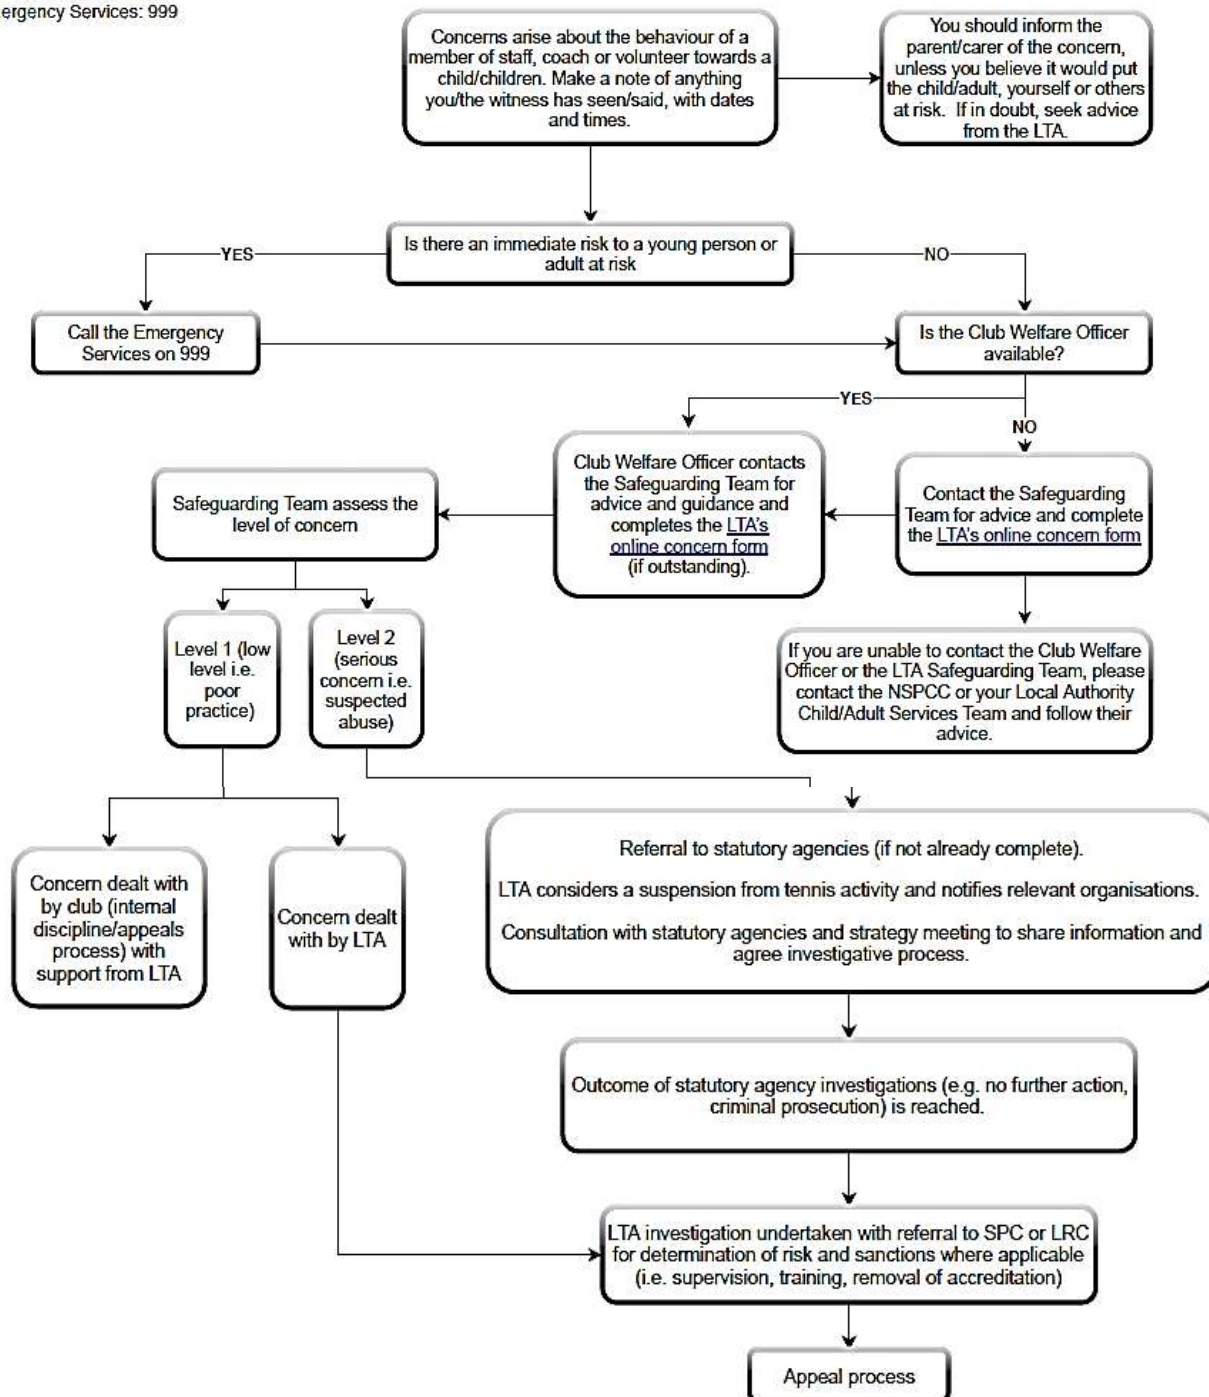 ergency Services: 999
Concerns arise about the behaviour of a
member of staff, coach or volunteer towards a
child/children. Make a note of anything
you/the witness has seen/said, with dates
and times.
You should inform the
parent/carer of the concern,
unless you believe it would put
the child/adult, yourself or others
at risk.  If in doubt, seek advice
from the LTA.
Is there an immediate risk to a young person or
adult at risk
YES
NO
Call the Emergency
Services on 999
Is the Club Welfare Officer
available?
YES
NO
Club Welfare Officer contacts
the Safeguarding Team for
advice and guidance and
completes the LTA's
online concern form
(if outstanding).
Contact the Safeguarding
Team for advice and complete
the LTA's online concern form
Safeguarding Team assess the
level of concern
Level 1 (low
level i.e.
poor
practice)
Level 2
(serious
concern i.e.
suspected
abuse)
If you are unable to contact the Club Welfare
Officer or the LTA Safeguarding Team, please
contact the NSPCC or your Local Authority
Child/Adult Services Team and follow their
advice.
Concern dealt with
by club (internal
discipline/appeals
process) with
support from LTA
Concern dealt
with by LTA
Referral to statutory agencies (if not already complete).
LTA considers a suspension from tennis activity and notifies relevant organisations.
Consultation with statutory agencies and strategy meeting to share information and
agree investigative process.
Outcome of statutory agency investigations (e.g. no further action,
criminal prosecution) is reached.
LTA investigation undertaken with referral to SPC or LRC
for determination of risk and sanctions where applicable
(i.e. supervision, training, removal of accreditation)
Appeal process